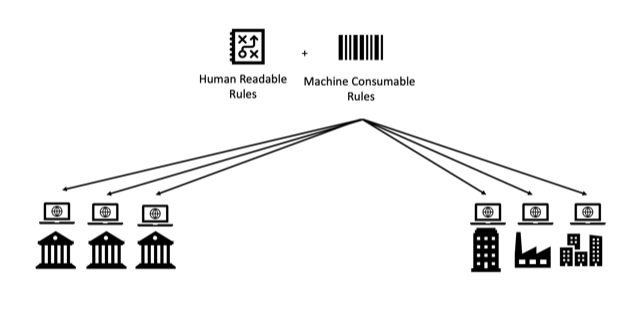 +
Human Readable
Rules
Machine Consumable
Rules